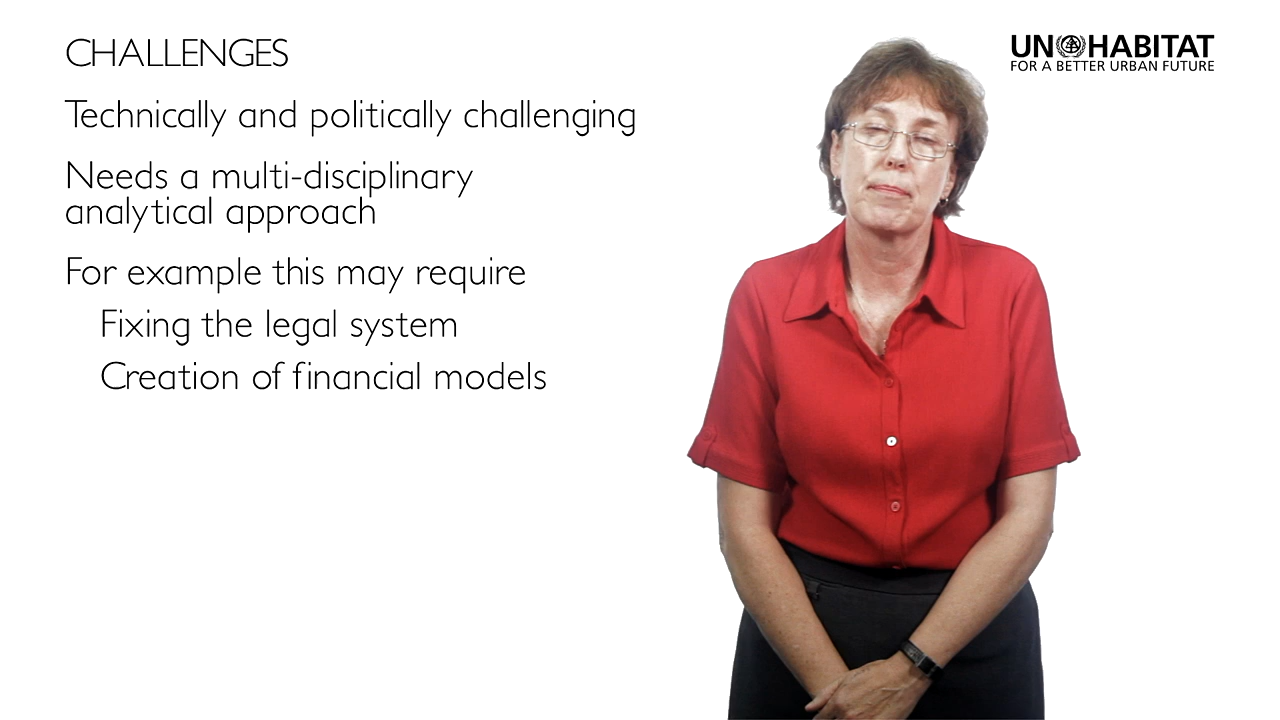 CHALLENGES
Technically and politically challenging
Needs a multi-disciplinary
analytical approach
For example this may require
Fixing the legal system
Creation of financial models
UN HABITAT
FOR A BETTER URBAN FUTURE